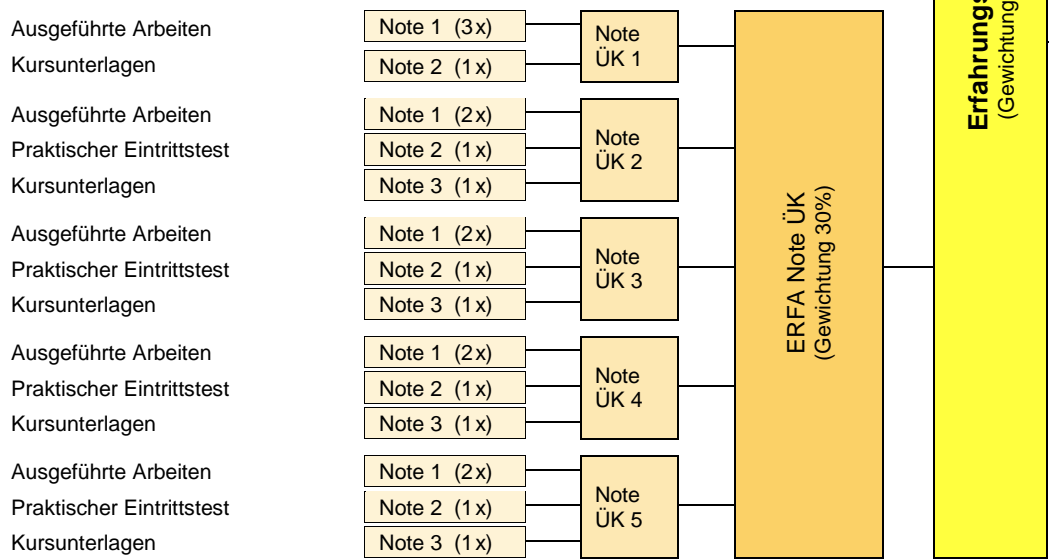 Ausgeführte Arbeiten Note 1 (3x)
Kursunterlagen Note 2 (1x)
Note
ÜK 1
Ausgeführte Arbeiten Note 1 (2x)
Praktischer Eintrittstest Note 2 (1x)
Kursunterlagen Note 3 (1x)
Note
ÜK 2
Ausgeführte Arbeiten Note 1 (2x)
Praktischer Eintrittstest Note 2 (1x)
Kursunterlagen Note 3 (1x)
Note
ÜK 3
Ausgeführte Arbeiten Note 1 (2x)
Praktischer Eintrittstest Note 2 (1x)
Kursunterlagen Note 3 (1x)
Note
ÜK 4
Ausgeführte Arbeiten Note 1 (2x)
Praktischer Eintrittstest Note 2 (1x)
Kursunterlagen Note 3 (1x)
Note
ÜK 5
ERFA Note ÜK
(Gewichtung 30%)
Erfahrungs
(Gewichtung